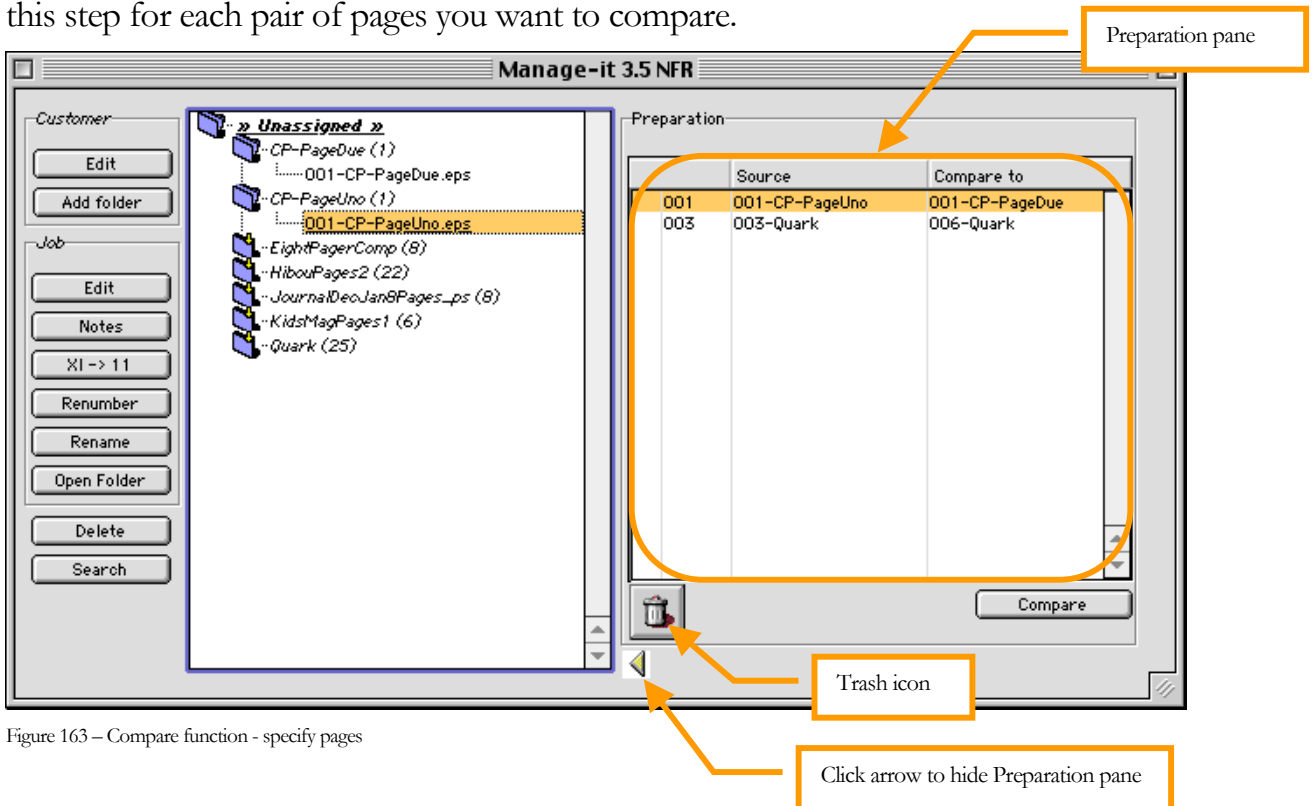 this step for each pair of pages you want to compare.
Preparation pane
Manage-it 3.5 NFR
Customer
Edit
Add folder
Job
Edit
Notes
XI -> 11
Renumber
Rename
Open Folder
Delete
Search
» Unassigned »
CP-PageDue (1)
001-CP-PageDue.eps
CP-PageUno (1)
001-CP-PageUno.eps
EightPagerComp (8)
HibouPages2 (22)
JournalDecJan8Pages_ps (8)
KidsMagPages1 (6)
Quark (25)
Preparation
Source Compare to
001 001-CP-PageUno 001-CP-PageDue
003 003-Quark 006-Quark
Compare
Trash icon
Click arrow to hide Preparation pane
Figure 163 – Compare function - specify pages